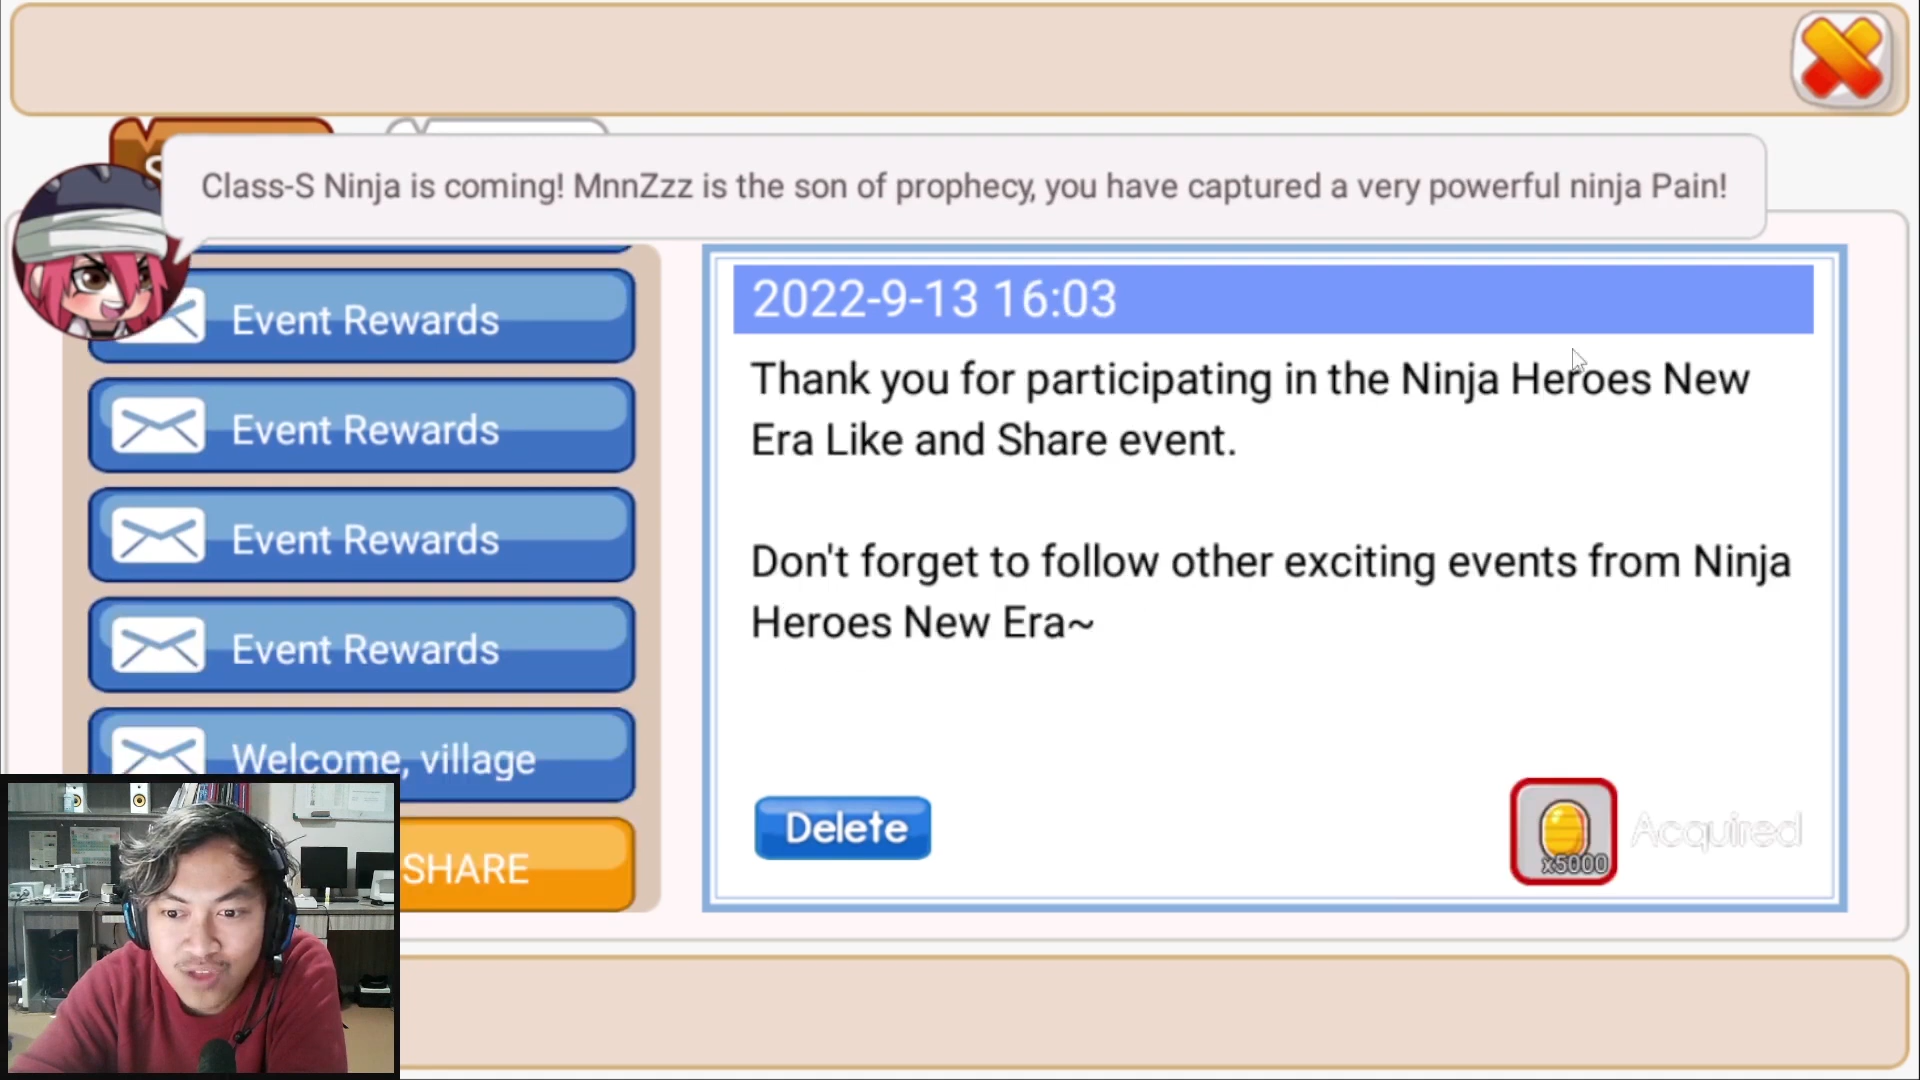 S
Class-S Ninja is coming! MnnZzz is the son of prophecy, you have captured a very powerful ninja Pain!
Event Rewards
Event Rewards
Event Rewards
Event Rewards
Welcome, village
SHARE
2022-9-13 16:03
Thank you for participating in the Ninja Heroes New
Era Like and Share event.
Don't forget to follow other exciting events from Ninja
Heroes New Era~
Delete
x5000
Acquired